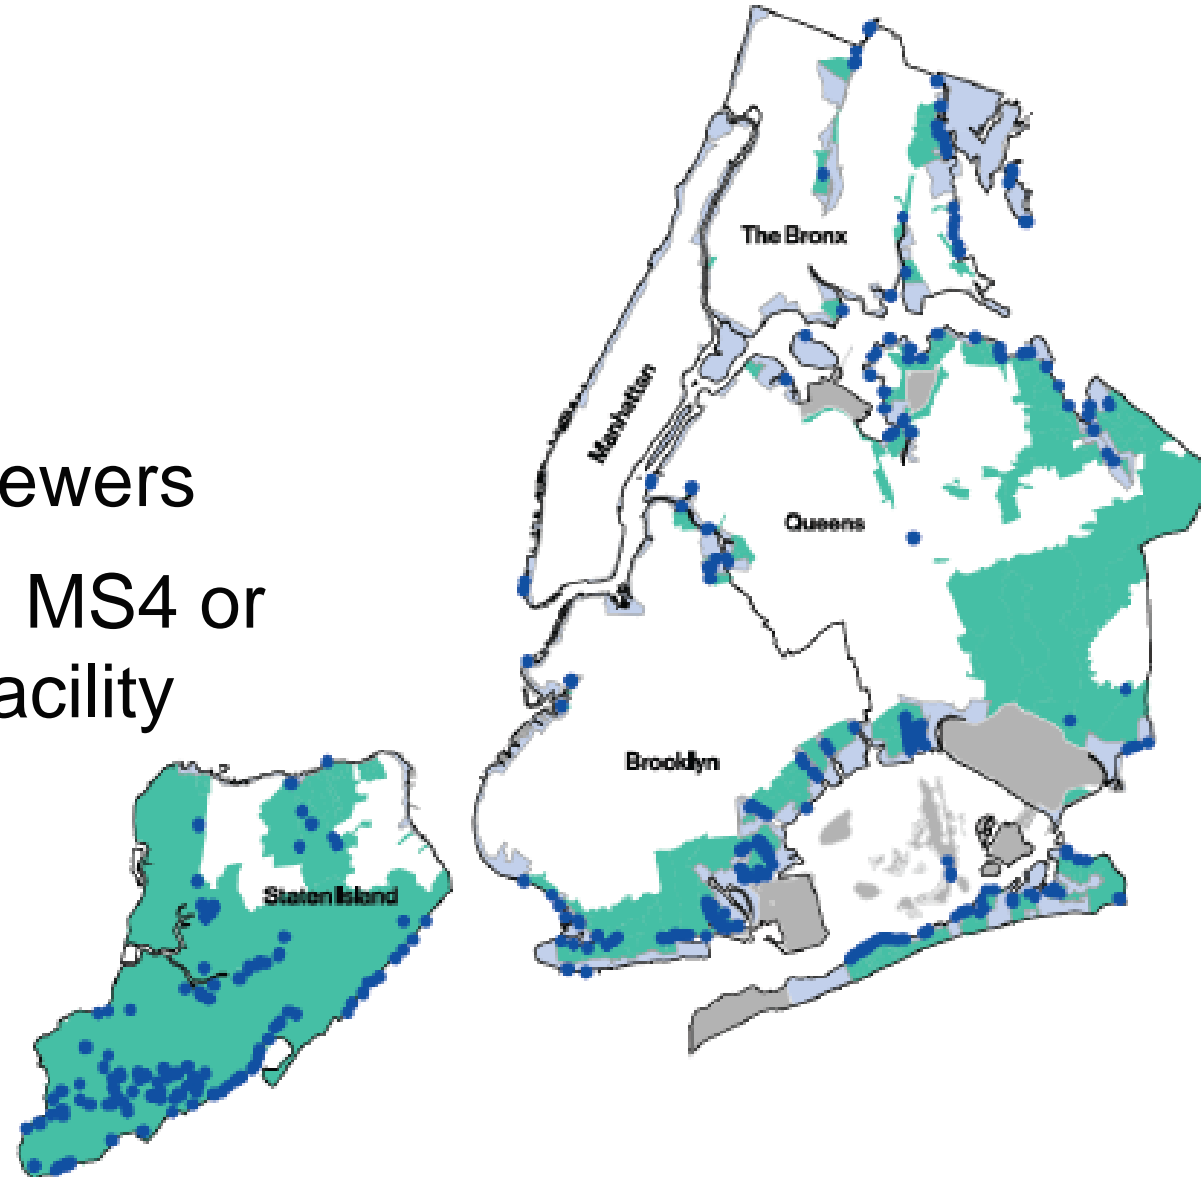 ewers
MS4 or
acility
The Bronx
Manhattan
Queens
Brooklyn
Staten Island